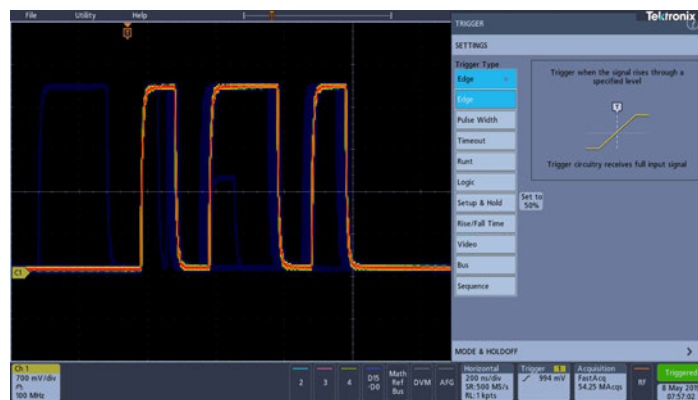 File Utility Help
Tektronix
TRIGGER
?
SETTINGS
Trigger Type
Edge
Edge
Pulse Width
Timeout
Runt
Logic
Setup & Hold
Rise/Fall Time
Video
Bus
Sequence
Set to
50%
Trigger when the signal rises through a
specified level
T
Trigger circuitry receives full input signal
MODE & HOLDOFF
C1
Ch 1
700 mV/div
100 MHz
2
3
4
D15
-D0
Math
Ref
Bus
DVM
AFG
Horizontal
200 ns/div
SR: 500 MS/s
RL: 1 kpts
Trigger 1
994 mV
Acquisition
FastAcq
54.25 MAcqs
RF
Triggered
8 May
07:57:02